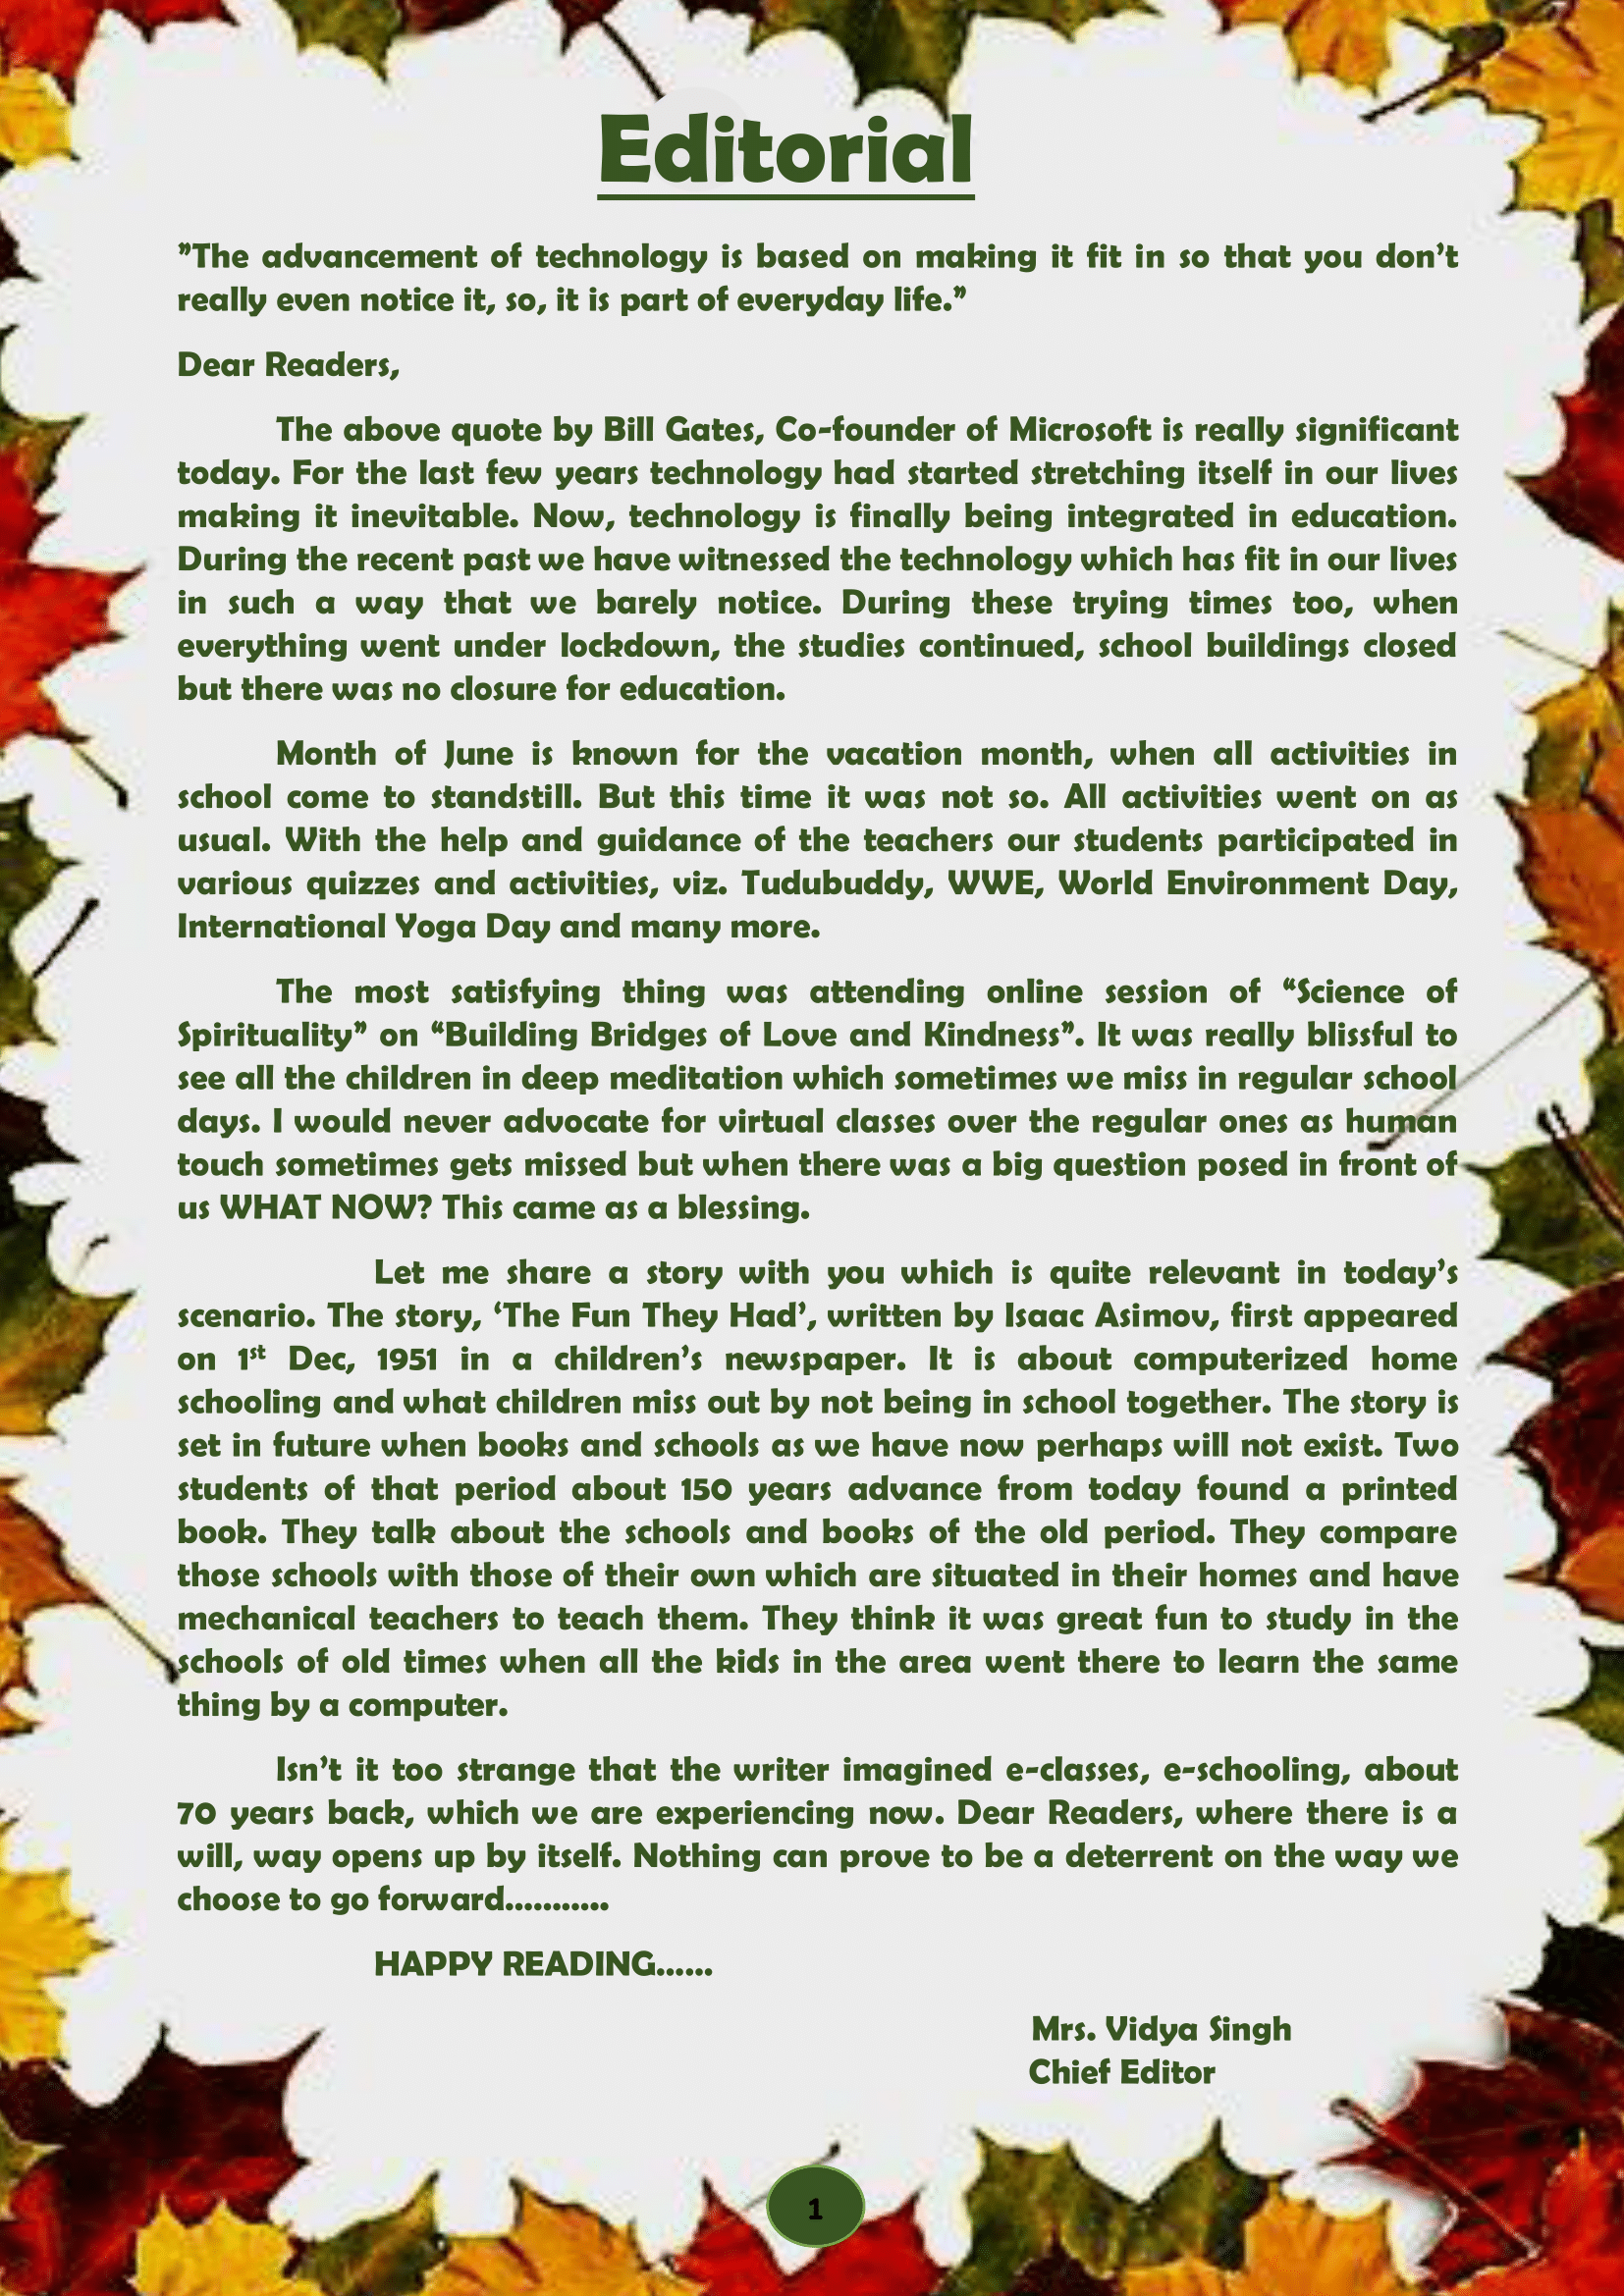 Editorial
”The advancement of technology is based on making it fit in so that you don’t
really even notice it, so, it is part of everyday life.”
Dear Readers,
The above quote by Bill Gates, Co-founder of Microsoft is really significant
today. For the last few years technology had started stretching itself in our lives
making it inevitable. Now, technology is finally being integrated in education.
During the recent past we have witnessed the technology which has fit in our lives
in such a way that we barely notice. During these trying times too, when
everything went under lockdown, the studies continued, school buildings closed
but there was no closure for education.
Month of June is known for the vacation month, when all activities in
school come to standstill. But this time it was not so. All activities went on as
usual. With the help and guidance of the teachers our students participated in
various quizzes and activities, viz. Tudubuddy, WWE, World Environment Day,
International Yoga Day and many more.
The most satisfying thing was attending online session of “Science of
Spirituality” on “Building Bridges of Love and Kindness”. It was really blissful to
see all the children in deep meditation which sometimes we miss in regular school
days. I would never advocate for virtual classes over the regular ones as human
touch sometimes gets missed but when there was a big question posed in front of
us WHAT NOW? This came as a blessing.
Let me share a story with you which is quite relevant in today’s
scenario. The story, ‘The Fun They Had’, written by Isaac Asimov, first appeared
on 1st Dec, 1951 in a children’s newspaper. It is about computerized home
schooling and what children miss out by not being in school together. The story is
set in future when books and schools as we have now perhaps will not exist. Two
students of that period about 150 years advance from today found a printed
book. They talk about the schools and books of the old period. They compare
those schools with those of their own which are situated in their homes and have
mechanical teachers to teach them. They think it was great fun to study in the
schools of old times when all the kids in the area went there to learn the same
thing by a computer.
Isn’t it too strange that the writer imagined e-classes, e-schooling, about
70 years back, which we are experiencing now. Dear Readers, where there is a
will, way opens up by itself. Nothing can prove to be a deterrent on the way we
choose to go forward...........
HAPPY READING......
Mrs. Vidya Singh
Chief Editor
1